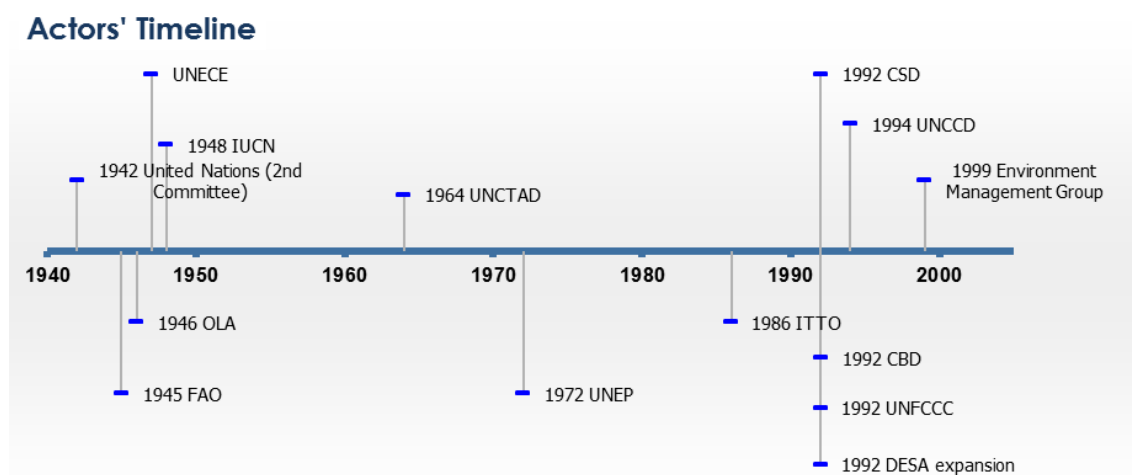 Actors' Timeline
UNECE
1992 CSD
1994 UNCCD
1948 IUCN
1942 United Nations (2nd
Committee)
1999 Environment
Management Group
1964 UNCTAD
1940
1950
1960
1970
1980
1990
2000
1946 OLA
1986 ITTO
1992 CBD
1945 FAO
1972 UNEP
1992 UNFCCC
1992 DESA expansion